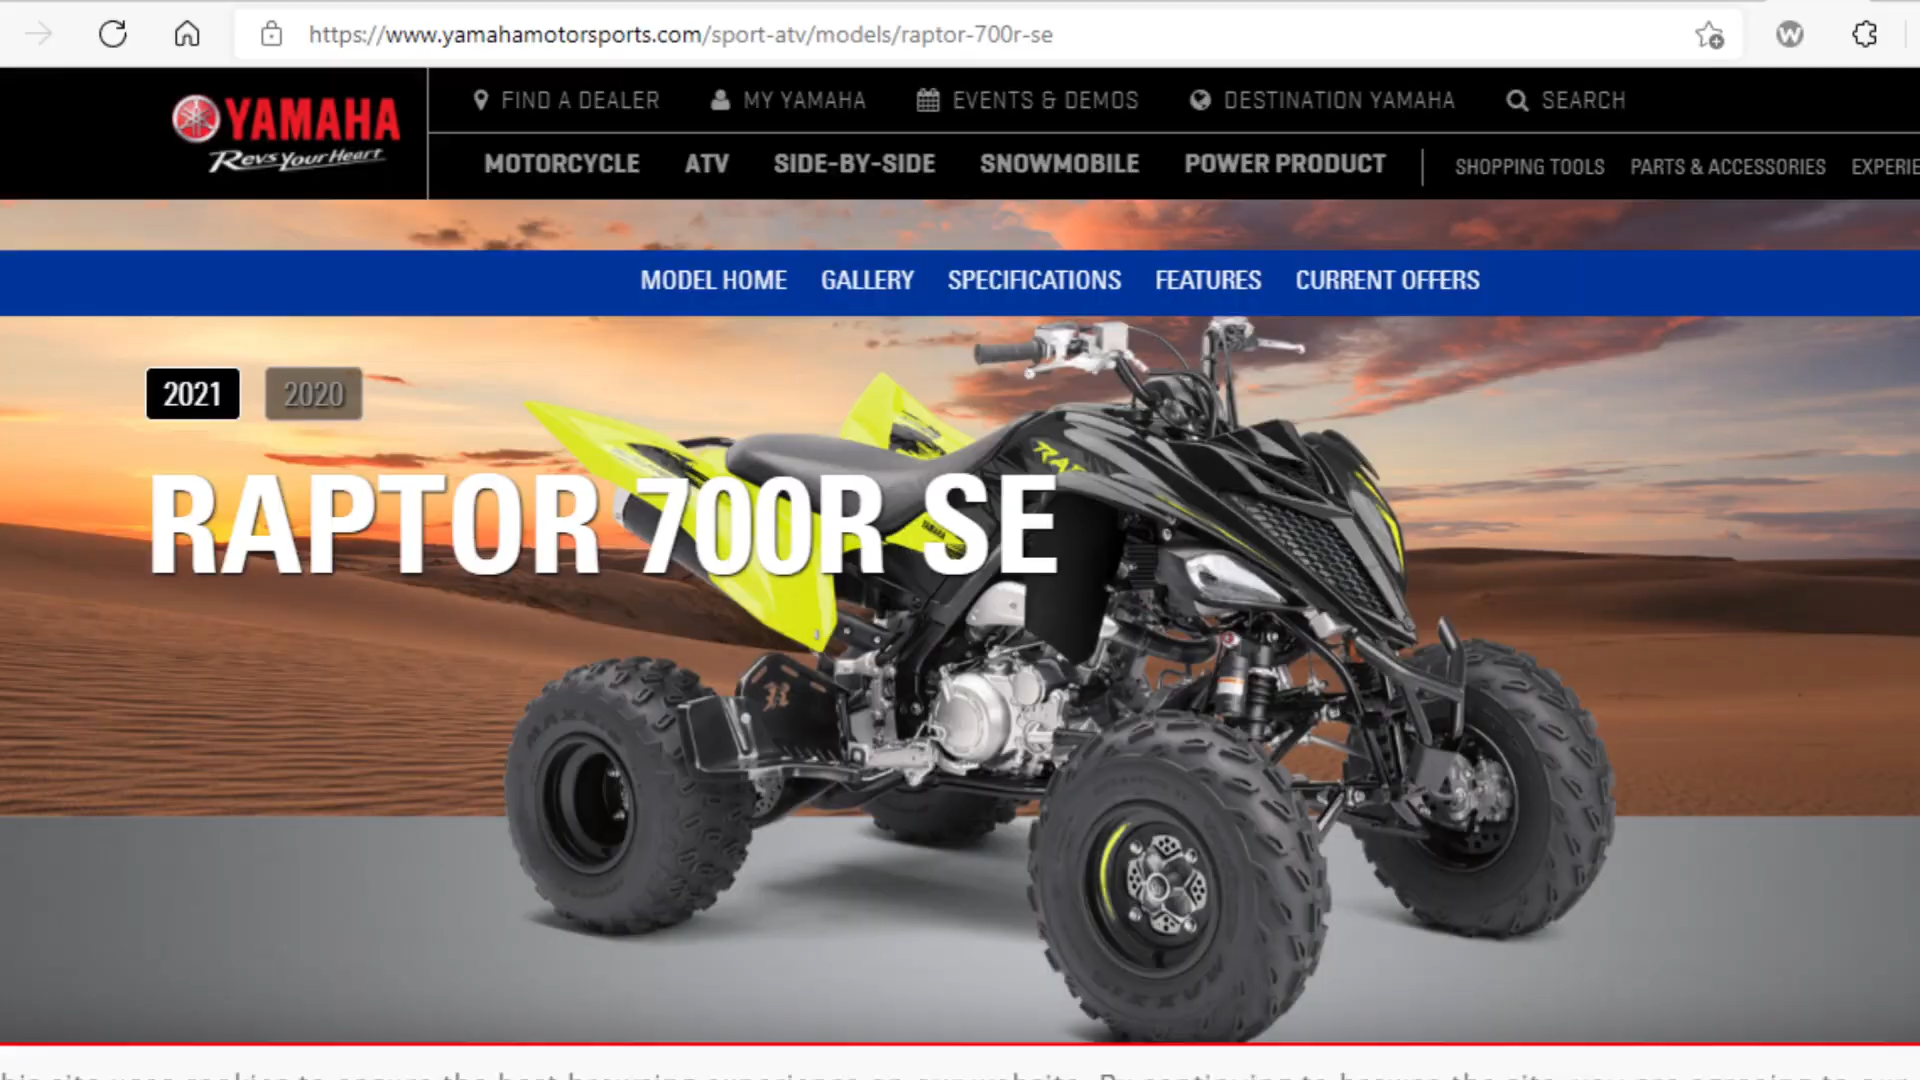 https://www.yamahamotorsports.com/sport-atv/models/raptor-700r-se
YAMAHA
Revs Your Heart
FIND A DEALER MY YAMAHA EVENTS & DEMOS DESTINATION YAMAHA SEARCH
MOTORCYCLE ATV SIDE-BY-SIDE SNOWMOBILE POWER PRODUCT SHOPPING TOOLS PARTS & ACCESSORIES
MODEL HOME GALLERY SPECIFICATIONS FEATURES CURRENT OFFERS
2021 2020
RAPTOR 700R SE
YAMAHA